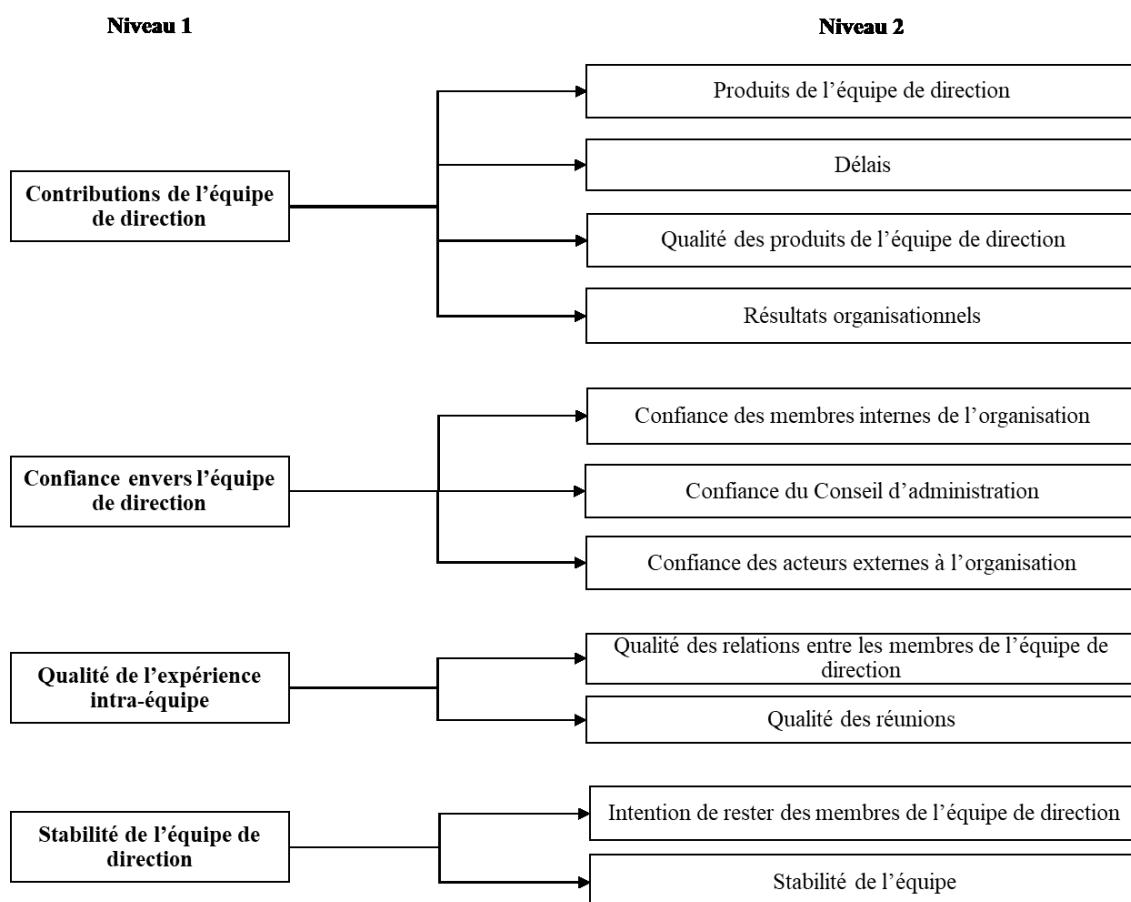 Niveau 1
Niveau 2
Contributions de l’équipe
de direction
Produits de l’équipe de direction
Délais
Qualité des produits de l’équipe de direction
Résultats organisationnels
Confiance envers l’équipe
de direction
Confiance des membres internes de l’organisation
Confiance du Conseil d’administration
Confiance des acteurs externes à l’organisation
Qualité de l’expérience
intra-équipe
Qualité des relations entre les membres de l’équipe de
direction
Qualité des réunions
Stabilité de l’équipe de
direction
Intention de rester des membres de l’équipe de direction
Stabilité de l’équipe